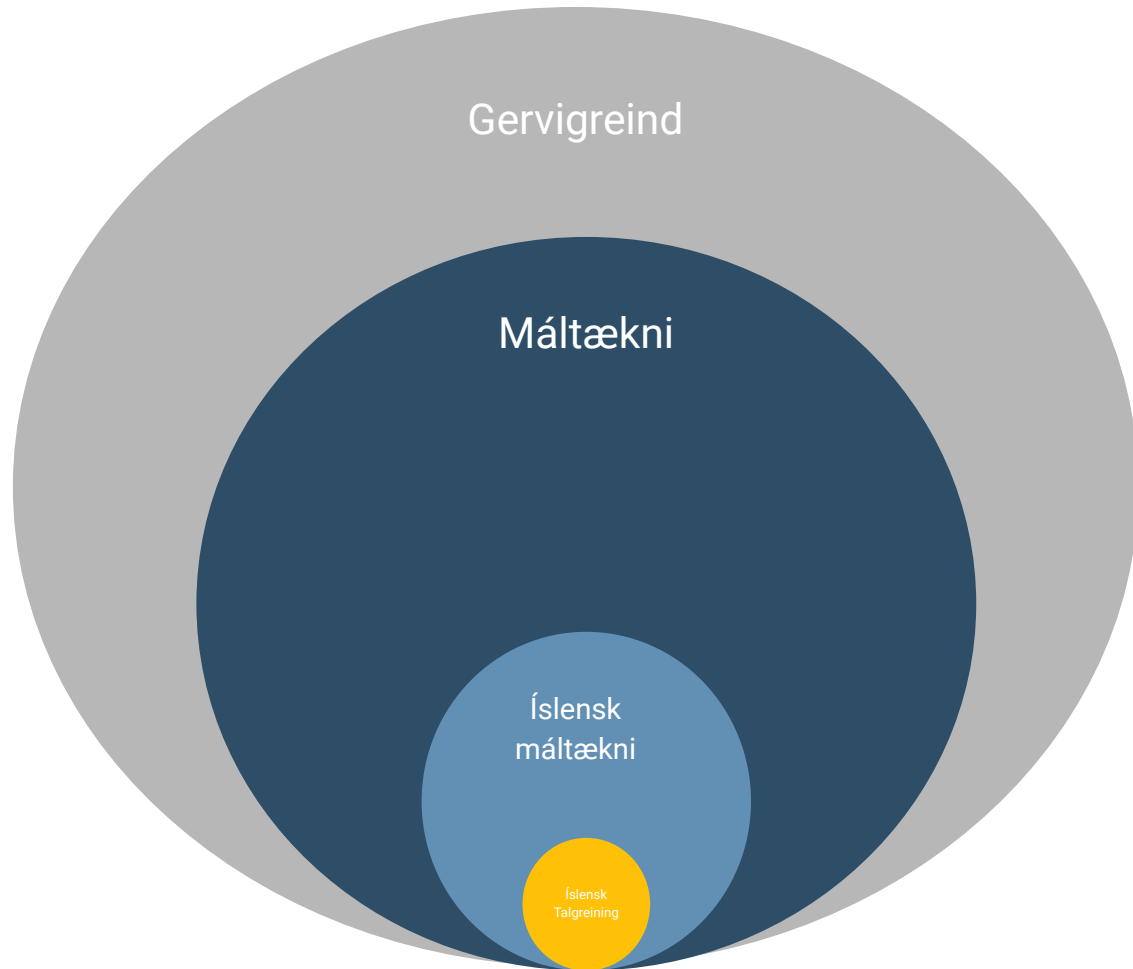 Gervigreind
Máltækni
Íslensk
máltækni
Íslensk
Talgreining